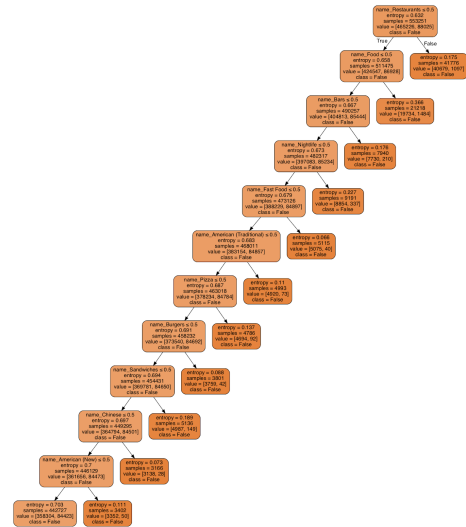 name_Restaurants ≤ 0.5
entropy = 0.632
samples = 553251
value = [465226, 88025]
class = False
True
False
name_Food ≤ 0.5
entropy = 0.658
samples = 511475
value = [424547, 86928]
class = False
entropy = 0.175
samples = 41776
value = [40679, 1097]
class = False
name_Bars ≤ 0.5
entropy = 0.667
samples = 490257
value = [404813, 85444]
class = False
entropy = 0.366
samples = 21218
value = [19734, 1484]
class = False
name_Nightlife ≤ 0.5
entropy = 0.673
samples = 482317
value = [397083, 85234]
class = False
entropy = 0.176
samples = 7940
value = [7730, 210]
class = False
name_Fast Food ≤ 0.5
entropy = 0.679
samples = 473126
value = [388229, 84897]
class = False
entropy = 0.227
samples = 9191
value = [8854, 337]
class = False
name_American (Traditional) ≤ 0.5
entropy = 0.683
samples = 468011
value = [383154, 84857]
class = False
entropy = 0.066
samples = 5115
value = [5075, 40]
class = False
name_Pizza ≤ 0.5
entropy = 0.687
samples = 463018
value = [378234, 84784]
class = False
entropy = 0.11
samples = 4993
value = [4920, 73]
class = False
name_Burgers ≤ 0.5
entropy = 0.691
samples = 458232
value = [373540, 84692]
class = False
entropy = 0.137
samples = 4786
value = [4694, 92]
class = False
name_Sandwiches ≤ 0.5
entropy = 0.694
samples = 454431
value = [369781, 84650]
class = False
entropy = 0.088
samples = 3801
value = [3759, 42]
class = False
name_Chinese ≤ 0.5
entropy = 0.697
samples = 449295
value = [364794, 84501]
class = False
entropy = 0.189
samples = 5136
value = [4987, 149]
class = False
name_American (New) ≤ 0.5
entropy = 0.7
samples = 446129
value = [361656, 84473]
class = False
entropy = 0.073
samples = 3166
value = [3138, 28]
class = False
entropy = 0.703
samples = 442727
value = [358304, 84423]
class = False
entropy = 0.111
samples = 3402
value = [3352, 50]
class = False